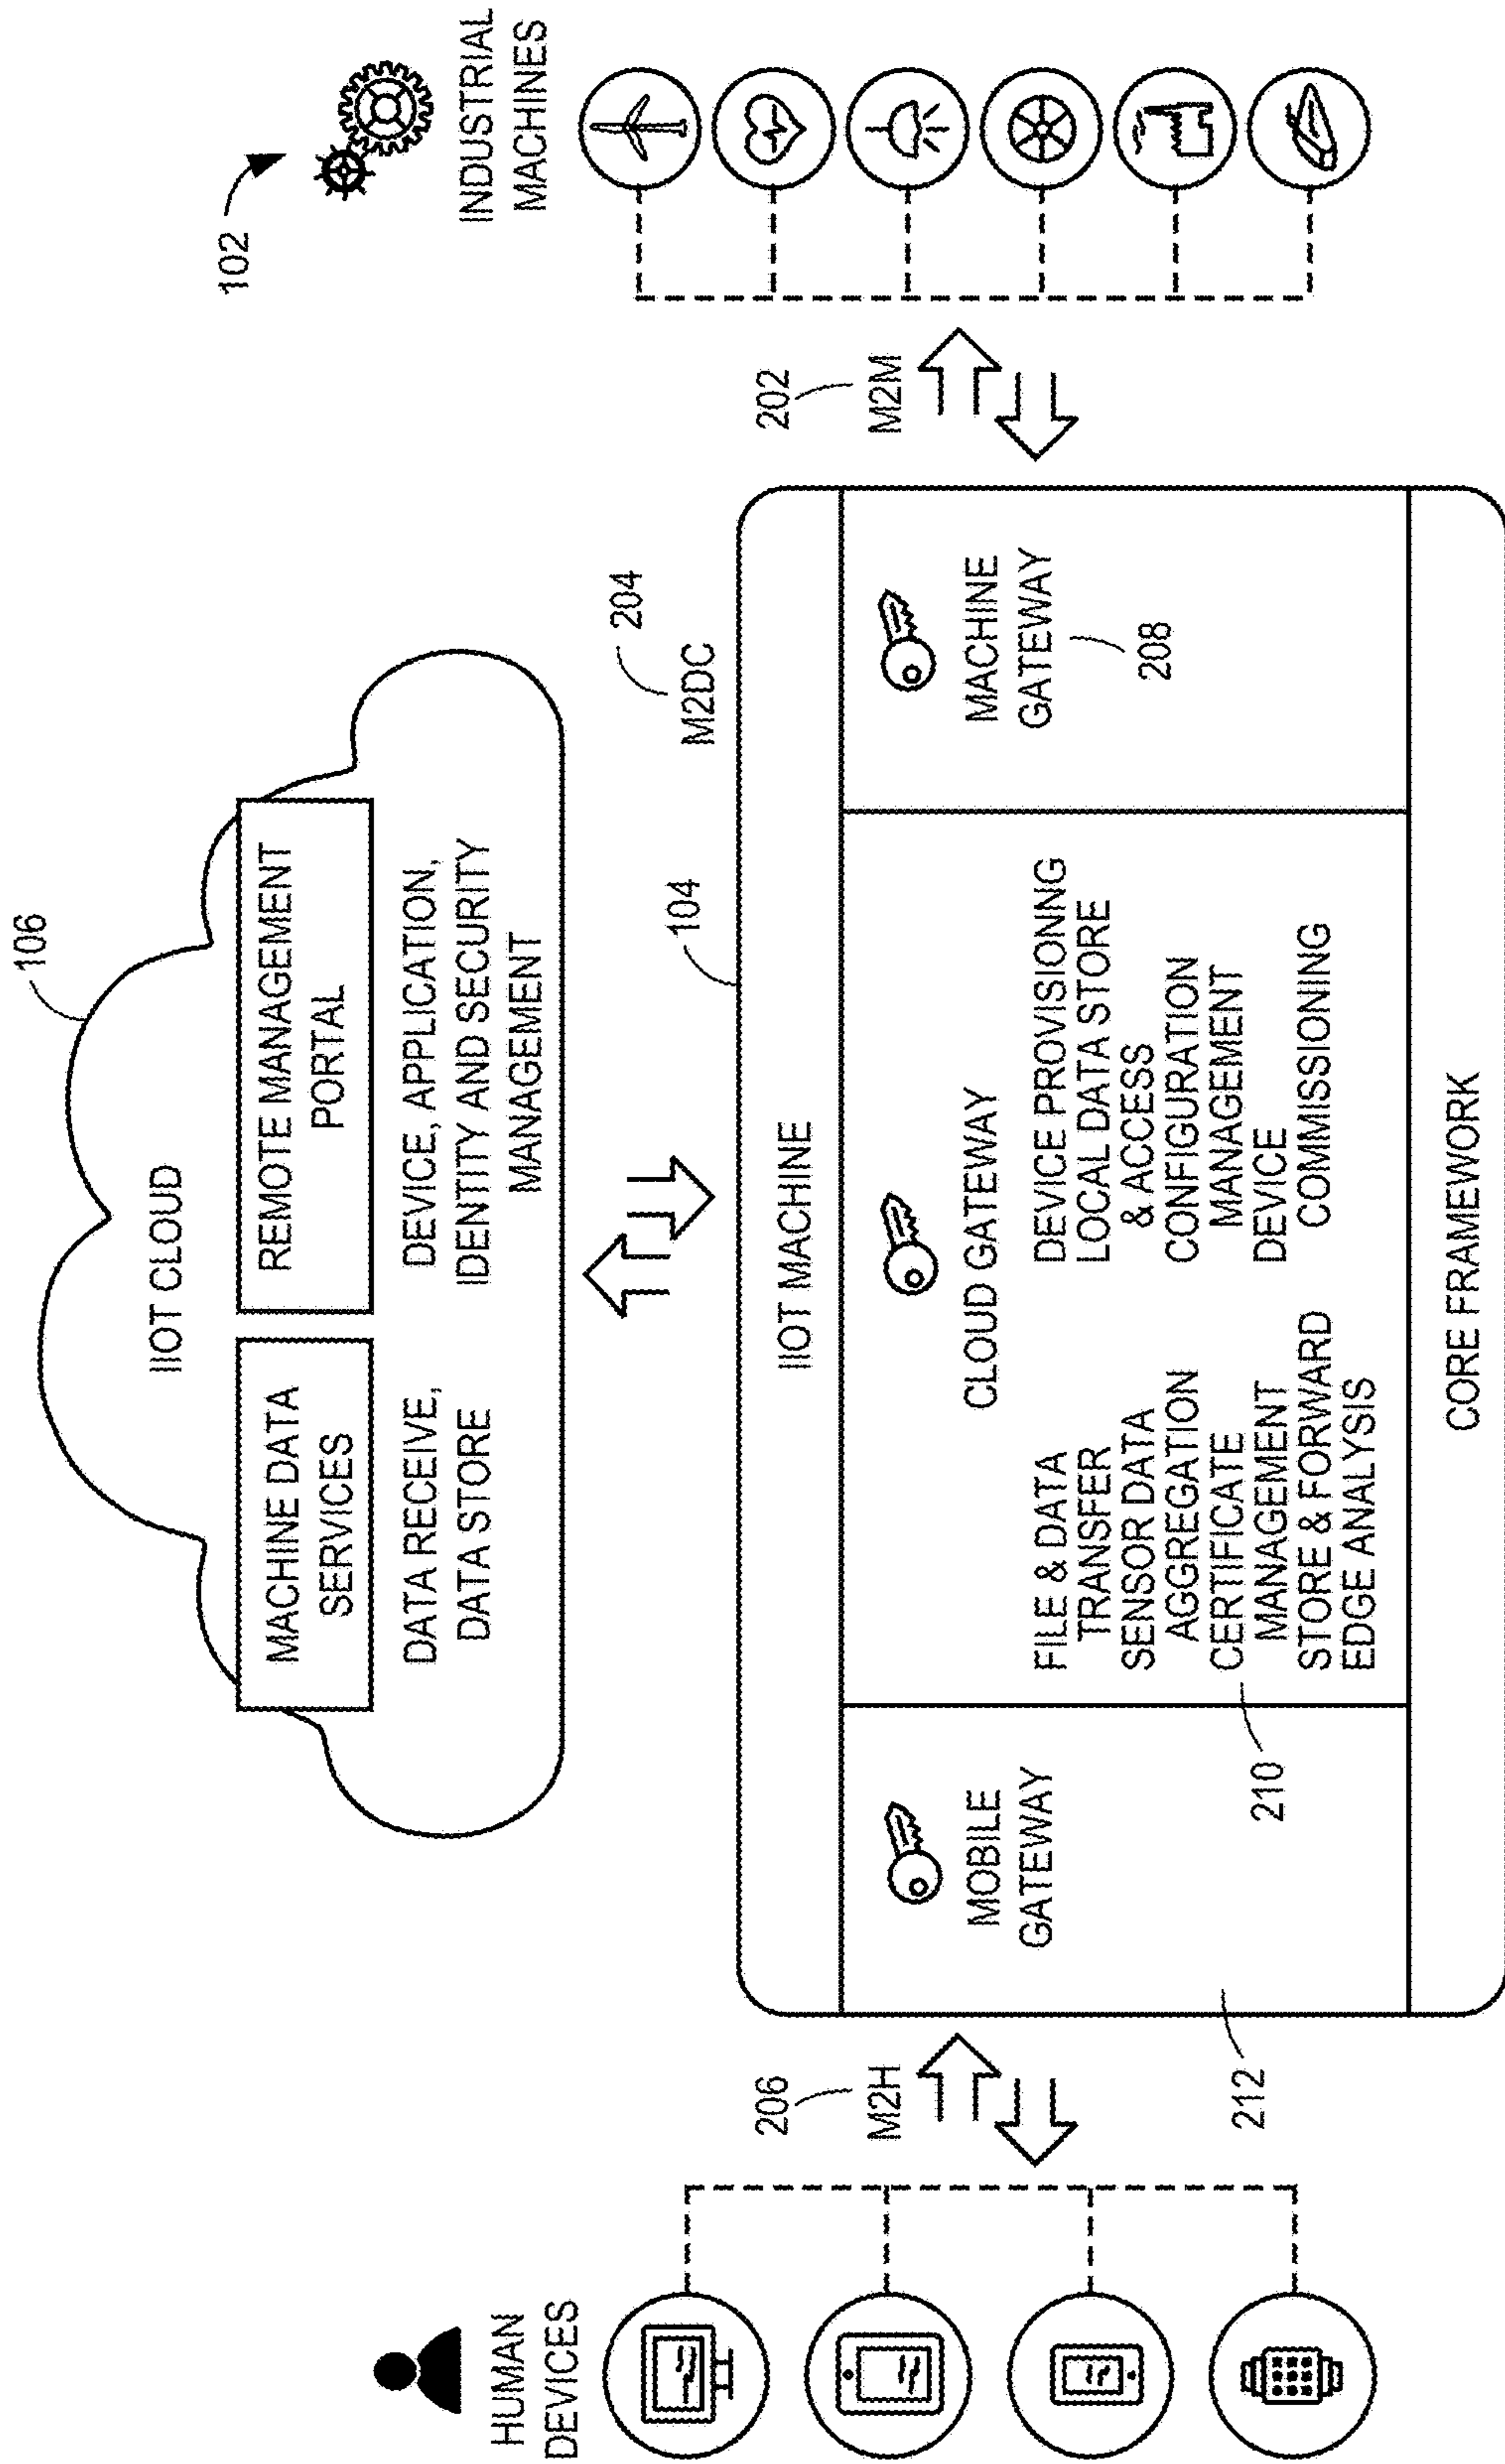 106
IIOT CLOUD
MACHINE DATA
SERVICES
DATA RECEIVE,
DATA STORE
REMOTE MANAGEMENT
PORTAL
DEVICE, APPLICATION,
IDENTITY AND SECURITY
MANAGEMENT
102
INDUSTRIAL
MACHINES
HUMAN
DEVICES
206
M2H
204
M2DC
202
M2M
104
IIOT MACHINE
MOBILE
GATEWAY
212
CLOUD GATEWAY
FILE & DATA
TRANSFER
SENSOR DATA
AGGREGATION
CERTIFICATE
MANAGEMENT
STORE & FORWARD
EDGE ANALYSIS
210
DEVICE PROVISIONING
LOCAL DATA STORE
& ACCESS
CONFIGURATION
MANAGEMENT
DEVICE
COMMISSIONING
MACHINE
GATEWAY
208
CORE FRAMEWORK